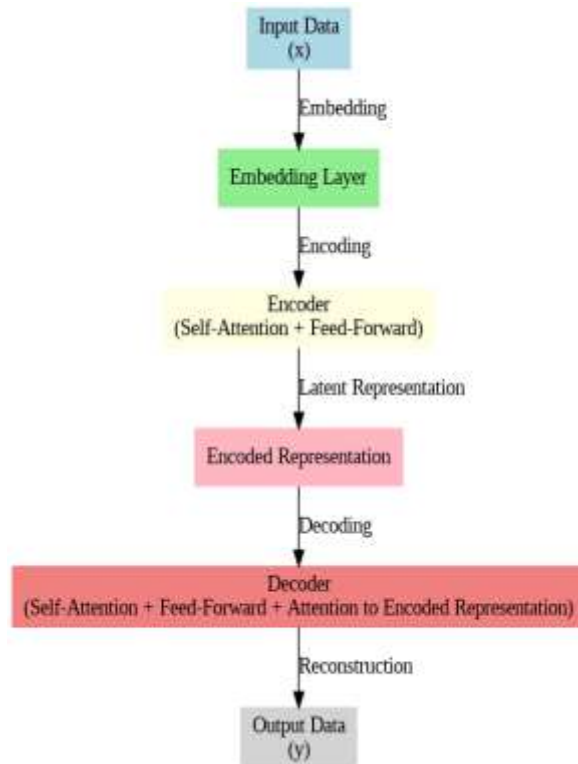 Input Data
(x)
Embedding
Embedding Layer
Encoding
Encoder
(Self-Attention + Feed-Forward)
Latent Representation
Encoded Representation
Decoding
Decoder
(Self-Attention + Feed-Forward + Attention to Encoded Representation)
Reconstruction
Output Data
(y)